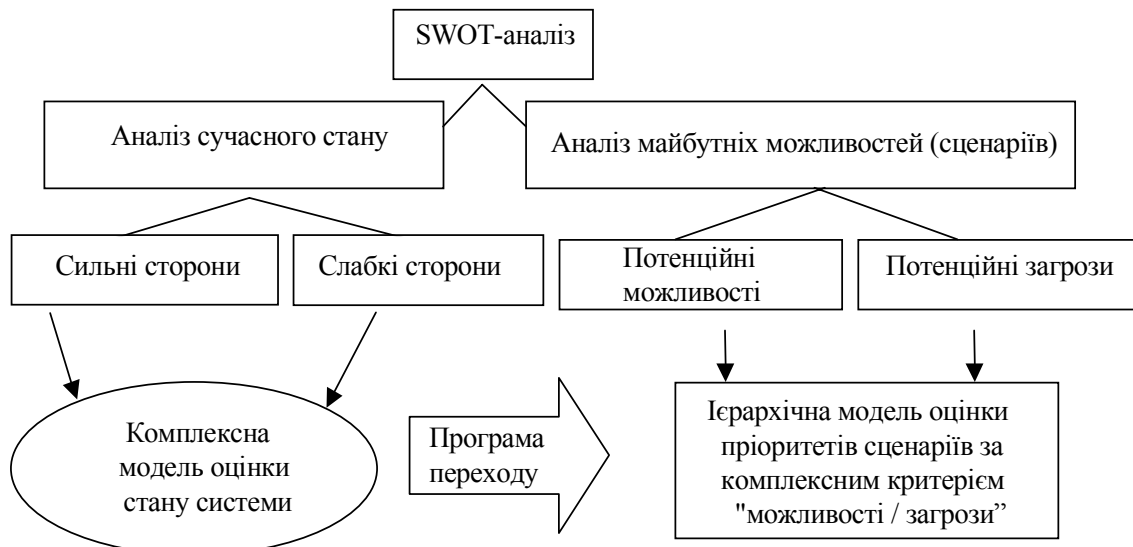 SWOT-аналіз
Аналіз сучасного стану
Аналіз майбутніх можливостей (сценаріїв)
Сильні сторони
Слабкі сторони
Потенційні
можливості
Потенційні загрози
Комплексна
модель оцінки
стану системи
Програма
переходу
Ієрархічна модель оцінки
пріоритетів сценаріїв за
комплексним критерієм
"можливості / загрози”